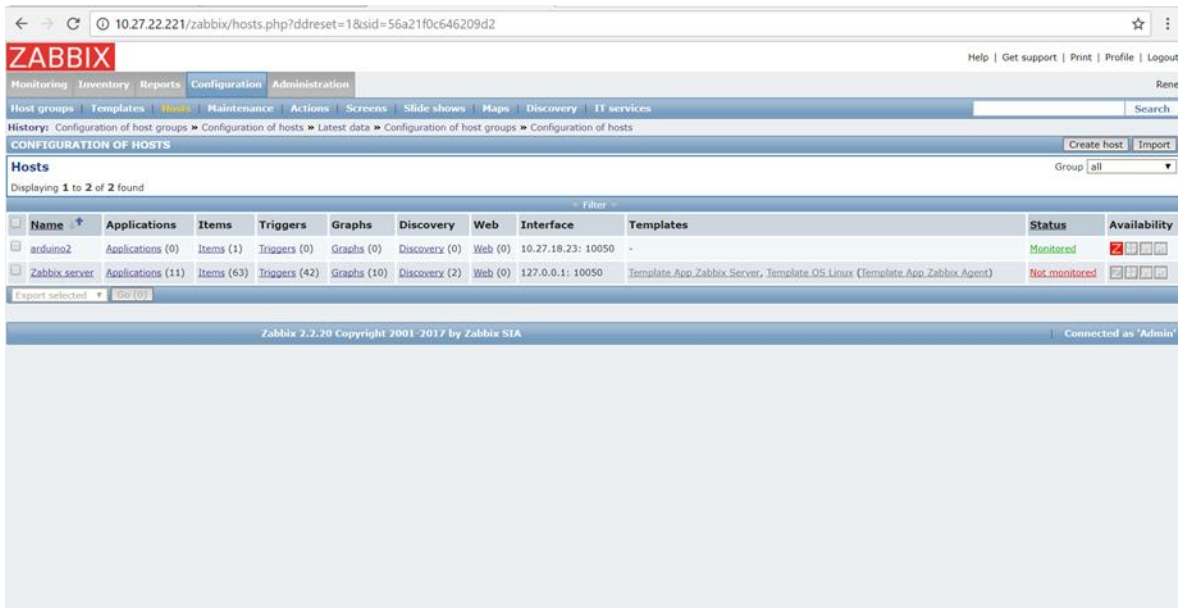 10.27.22.221/zabbix/hosts.php?ddreset=1&sid=56a21f0c646209d2
ZABBIX
Help | Get support | Print | Profile | Logout
Monitoring Inventory Reports Configuration Administration
Rene
Host groups | Templates | Hosts | Maintenance | Actions | Screens | Slide shows | Maps | Discovery | IT services
Search
History: Configuration of host groups » Configuration of hosts » Latest data » Configuration of host groups » Configuration of hosts
CONFIGURATION OF HOSTS
Create host Import
Hosts
Group all
Displaying 1 to 2 of 2 found
Filter
Name Applications Items Triggers Graphs Discovery Web Interface Templates Status Availability
arduino2 Applications (0) Items (1) Triggers (0) Graphs (0) Discovery (0) Web (0) 10.27.18.23: 10050 - Monitored Z
Zabbix server Applications (11) Items (63) Triggers (42) Graphs (10) Discovery (2) Web (0) 127.0.0.1: 10050 Template App Zabbix Server, Template OS Linux (Template App Zabbix Agent) Not monitored Z
Export selected Go (0)
Zabbix 2.2.20 Copyright 2001-2017 by Zabbix SIA
Connected as 'Admin'